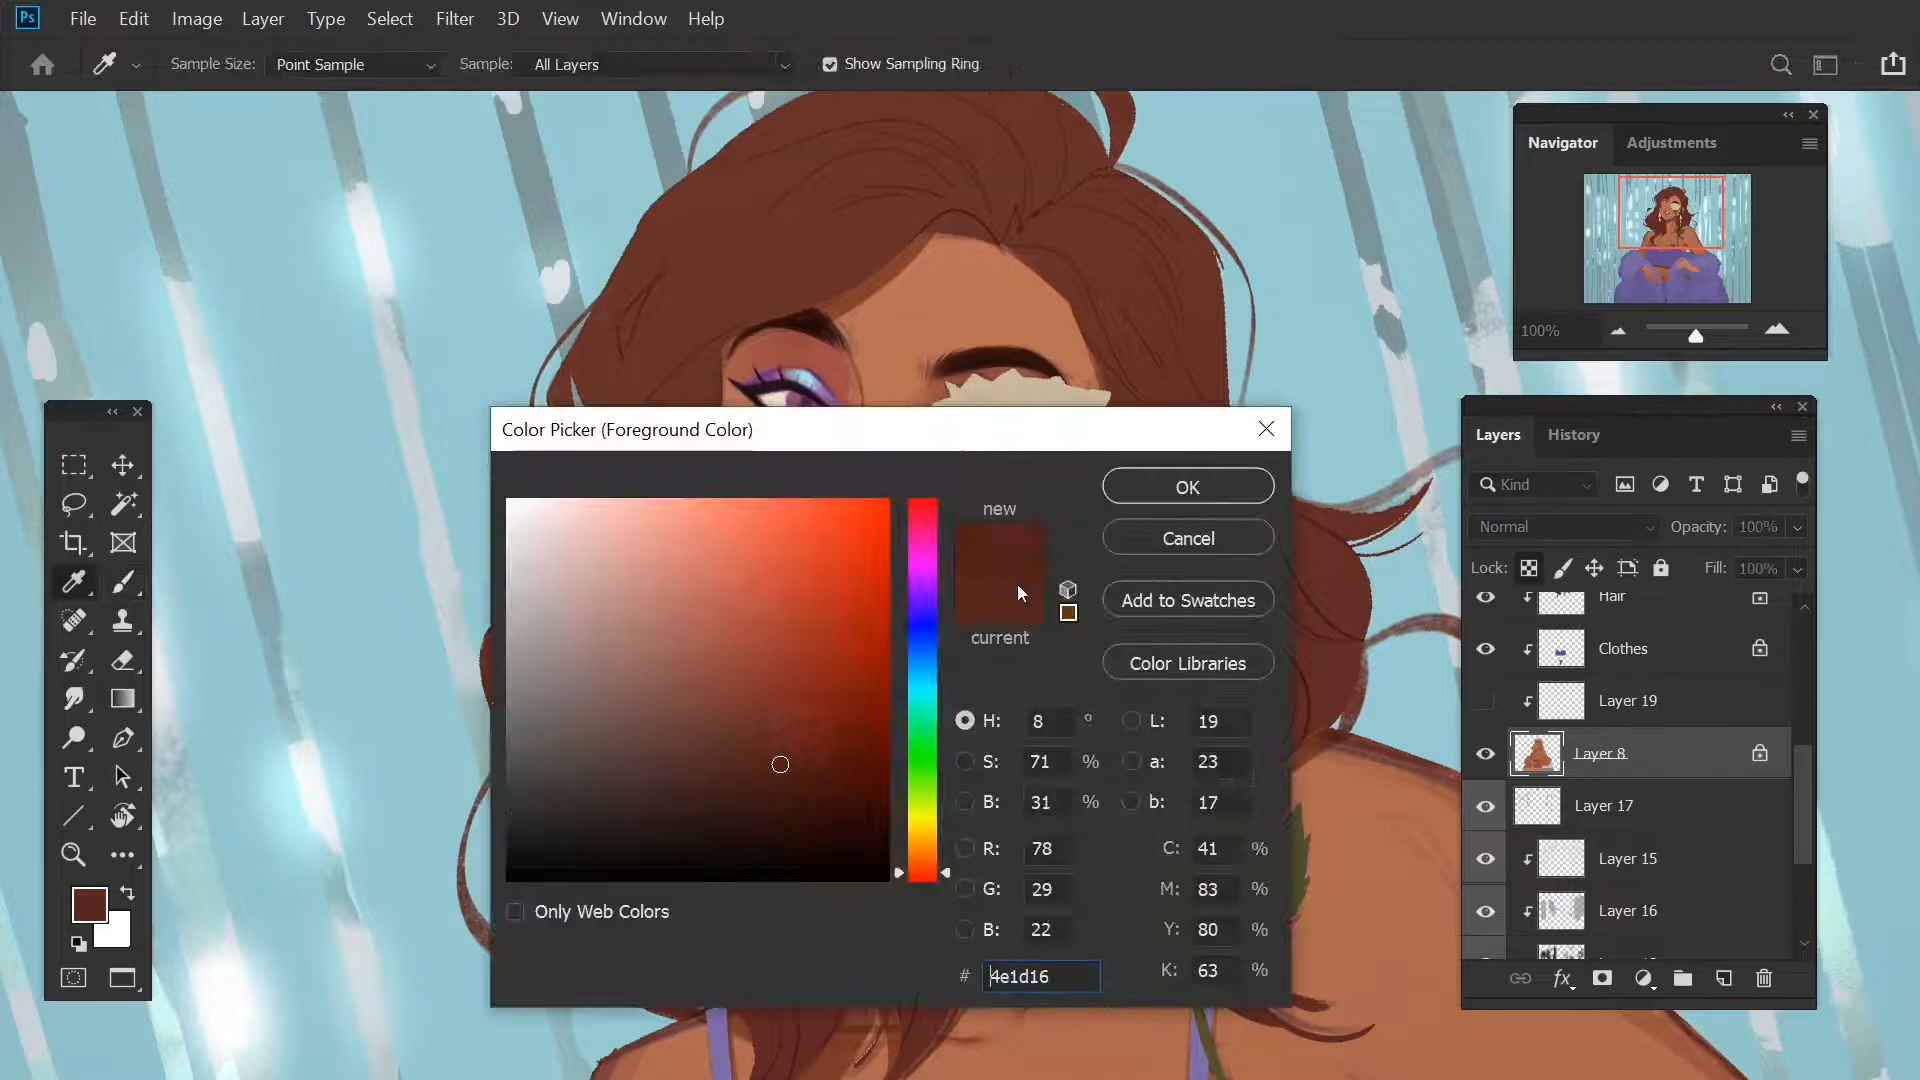 Ps File Edit Image Layer Type Select Filter 3D View Window Help
Sample Size: Point Sample Sample: All Layers Show Sampling Ring
Navigator Adjustments
100%
Color Picker (Foreground Color)
new
current
OK
Cancel
Add to Swatches
Color Libraries
H: 8 ° L: 19
S: 71 % a: 23
B: 31 % b: 17
R: 78 C: 41 %
G: 29 M: 83 %
B: 22 Y: 80 %
# 4e1d16 K: 63 %
Only Web Colors
Layers History
Kind
Normal Opacity: 100%
Lock: Fill: 100%
Hair
Clothes
Layer 19
Layer 8
Layer 17
Layer 15
Layer 16
fx